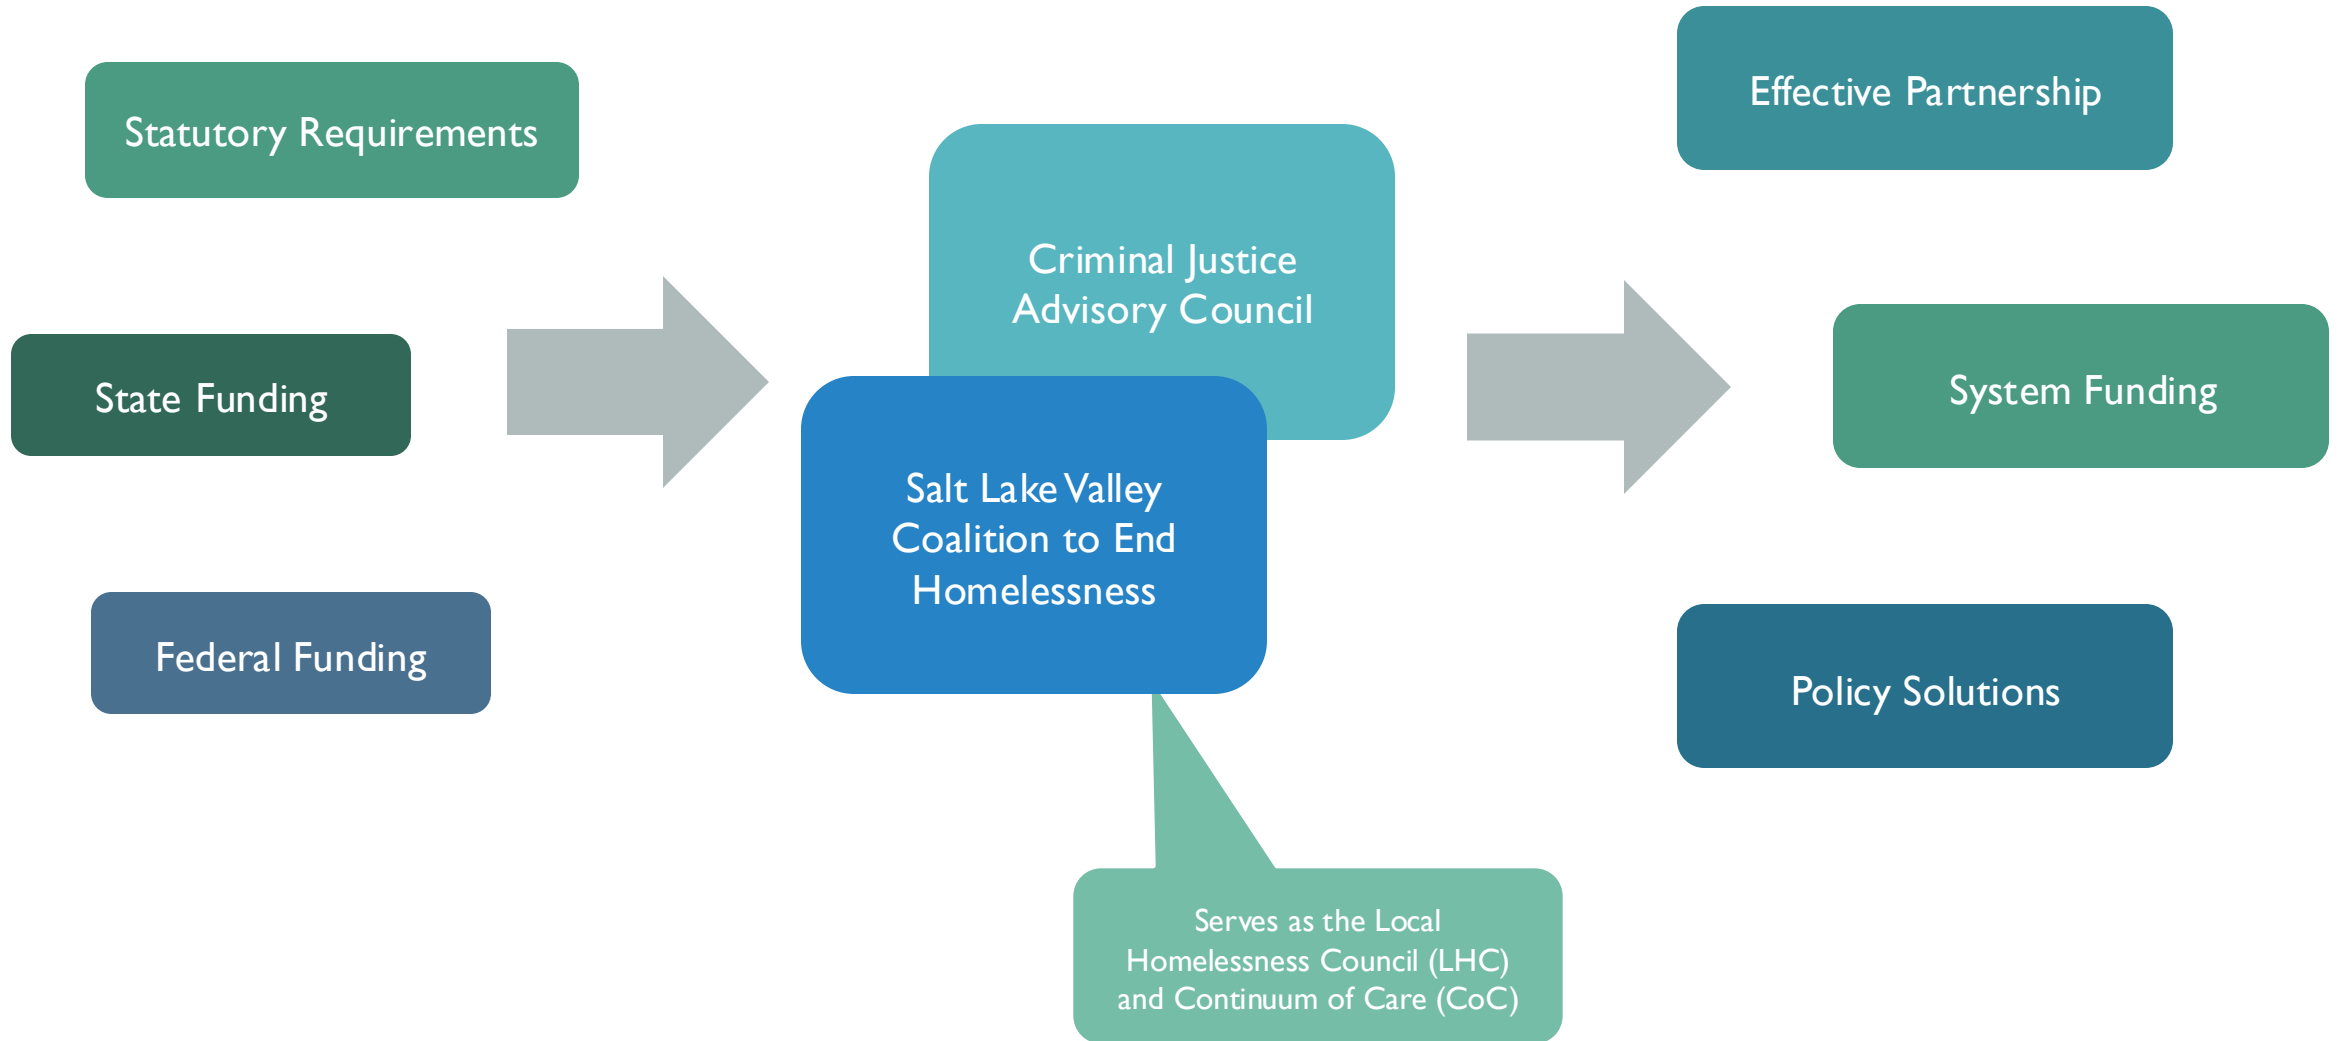 Statutory Requirements
State Funding
Federal Funding
Criminal Justice
Advisory Council
Salt Lake Valley
Coalition to End
Homelessness
Serves as the Local
Homelessness Council (LHC)
and Continuum of Care (CoC)
Effective Partnership
System Funding
Policy Solutions